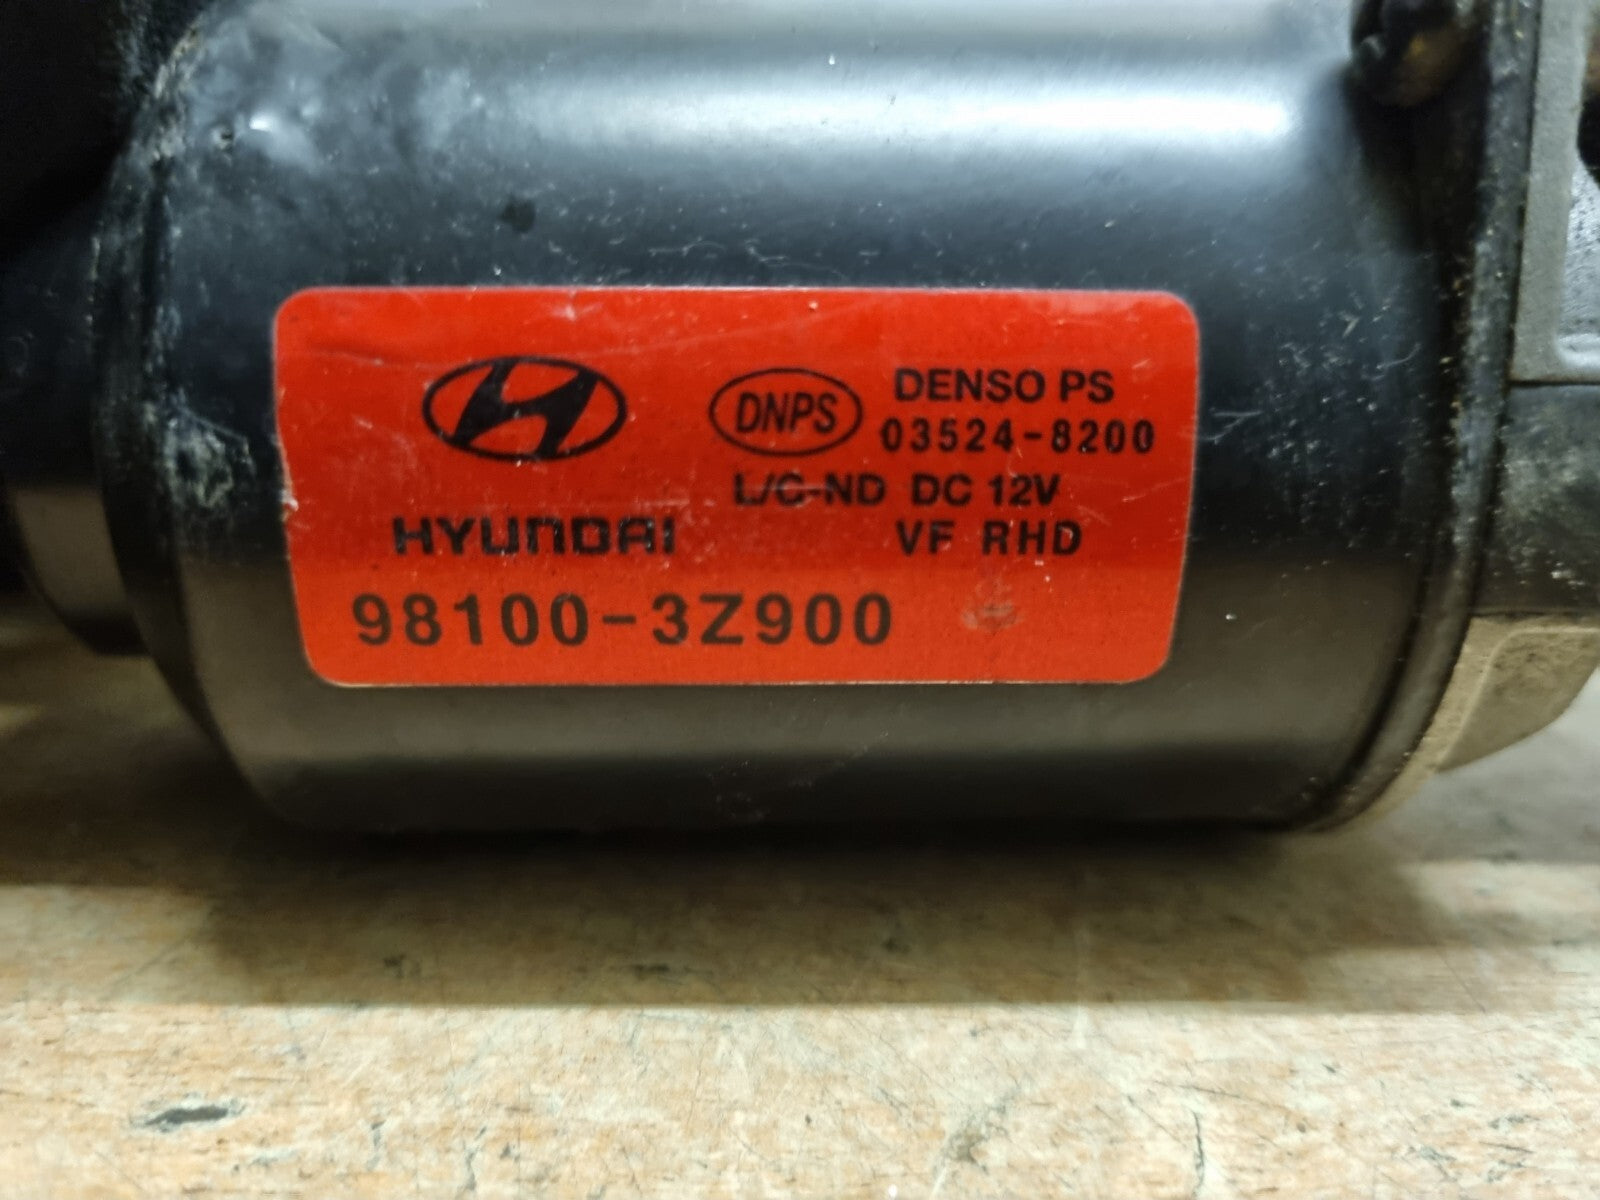 DNPS DENSO PS
03524-8200
L/C-ND DC 12V
HYUNDAI VF RHD
98100-3Z900